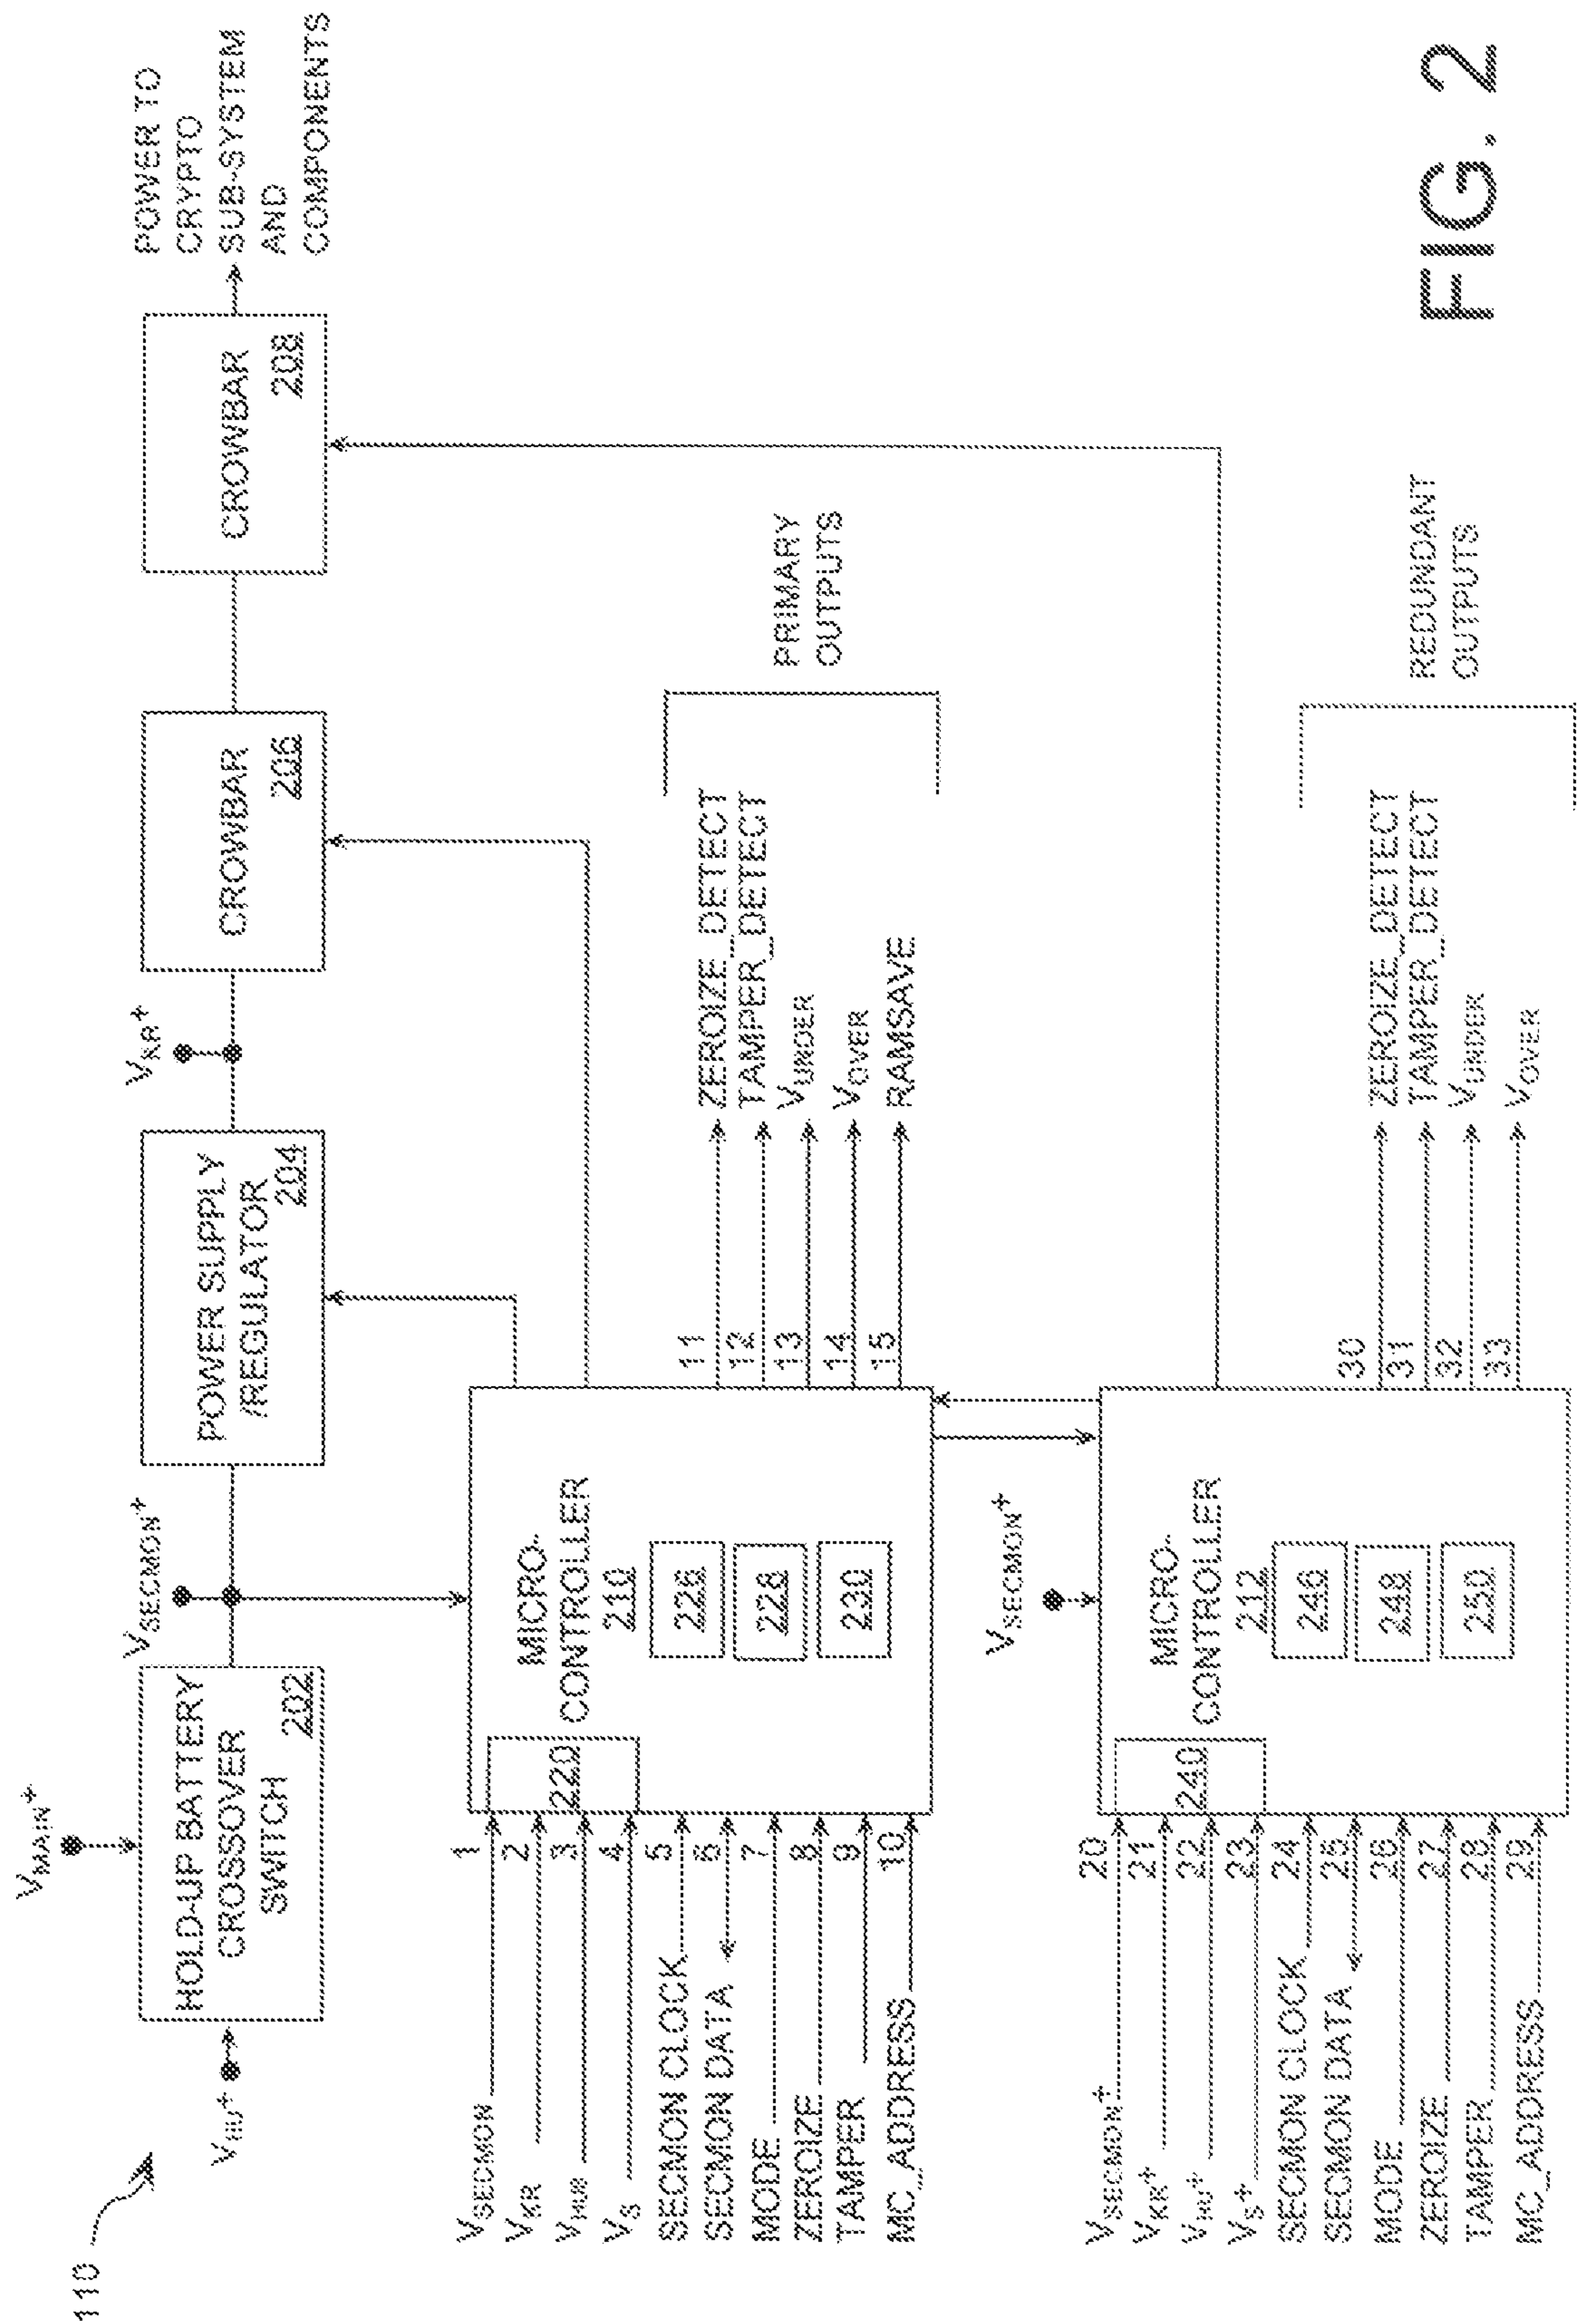 110
V_MAIN+
V_HU+
HOLD-UP BATTERY
CROSSOVER
SWITCH
202
V_SECMON+
POWER SUPPLY
/REGULATOR
204
V_KR+
CROWBAR
206
CROWBAR
208
POWER TO
CRYPTO
SUB-SYSTEM
AND
COMPONENTS
V_SECMON 1
V_KR 2
V_HUB 3
V_S 4
SECMON CLOCK 5
SECMON DATA 6
MODE 7
ZEROIZE 8
TAMPER 9
MC_ADDRESS 10
220
MICRO-
CONTROLLER
210
226
228
230
11 ZEROIZE_DETECT
12 TAMPER_DETECT
13 V_UNDER
14 V_OVER
15 RAMSAVE
PRIMARY
OUTPUTS
V_SECMON+
V_SECMON+ 20
V_KR+ 21
V_HU+ 22
V_S+ 23
SECMON CLOCK 24
SECMON DATA 25
MODE 26
ZEROIZE 27
TAMPER 28
MC_ADDRESS 29
240
MICRO-
CONTROLLER
212
246
248
250
30 ZEROIZE_DETECT
31 TAMPER_DETECT
32 V_UNDER
33 V_OVER
REDUNDANT
OUTPUTS
FIG. 2